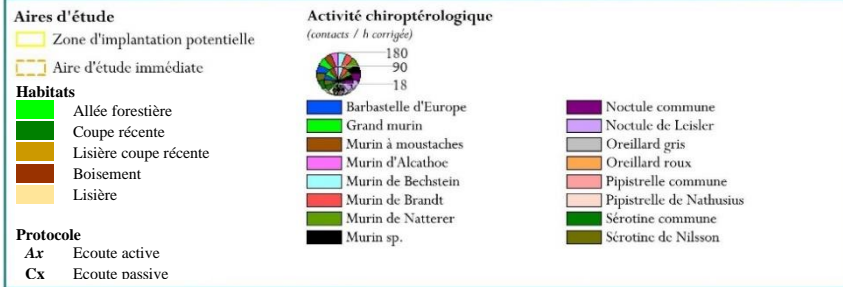 Aires d'étude
Zone d'implantation potentielle
Aire d'étude immédiate
Habitats
Allée forestière
Coupe récente
Lisière coupe récente
Boisement
Lisière
Protocole
Ax Ecoute active
Cx Ecoute passive
Activité chiroptérologique
(contacts / h corrigée)
180
90
18
Barbastelle d'Europe
Grand murin
Murin à moustaches
Murin d'Alcathoe
Murin de Bechstein
Murin de Brandt
Murin de Natterer
Murin sp.
Noctule commune
Noctule de Leisler
Oreillard gris
Oreillard roux
Pipistrelle commune
Pipistrelle de Nathusius
Sérotine commune
Sérotine de Nilsson